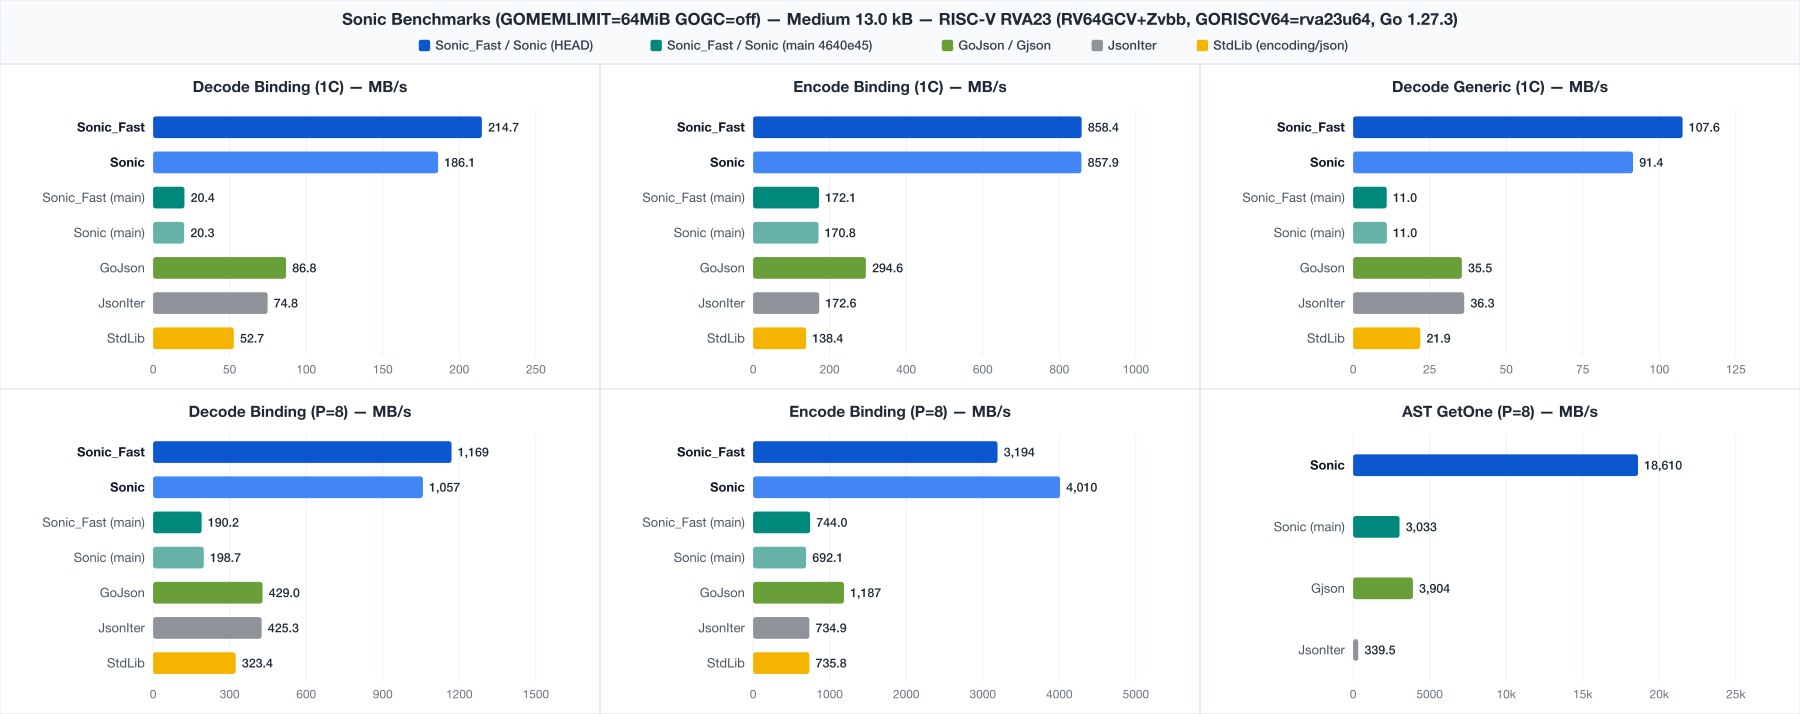 Sonic Benchmarks (GOMEMLIMIT=64MiB GOGC=off) — Medium 13.0 kB — RISC-V RVA23 (RV64GCV+Zvbb, GORISCV64=rva23u64, Go 1.27.3)
Sonic_Fast / Sonic (HEAD) Sonic_Fast / Sonic (main 4640e45) GoJson / Gjson JsonIter StdLib (encoding/json)
Decode Binding (1C) — MB/s
Sonic_Fast 214.7
Sonic 186.1
Sonic_Fast (main) 20.4
Sonic (main) 20.3
GoJson 86.8
JsonIter 74.8
StdLib 52.7
0 50 100 150 200 250
Encode Binding (1C) — MB/s
Sonic_Fast 858.4
Sonic 857.9
Sonic_Fast (main) 172.1
Sonic (main) 170.8
GoJson 294.6
JsonIter 172.6
StdLib 138.4
0 200 400 600 800 1000
Decode Generic (1C) — MB/s
Sonic_Fast 107.6
Sonic 91.4
Sonic_Fast (main) 11.0
Sonic (main) 11.0
GoJson 35.5
JsonIter 36.3
StdLib 21.9
0 25 50 75 100 125
Decode Binding (P=8) — MB/s
Sonic_Fast 1,169
Sonic 1,057
Sonic_Fast (main) 190.2
Sonic (main) 198.7
GoJson 429.0
JsonIter 425.3
StdLib 323.4
0 300 600 900 1200 1500
Encode Binding (P=8) — MB/s
Sonic_Fast 3,194
Sonic 4,010
Sonic_Fast (main) 744.0
Sonic (main) 692.1
GoJson 1,187
JsonIter 734.9
StdLib 735.8
0 1000 2000 3000 4000 5000
AST GetOne (P=8) — MB/s
Sonic 18,610
Sonic (main) 3,033
Gjson 3,904
JsonIter 339.5
0 5000 10k 15k 20k 25k